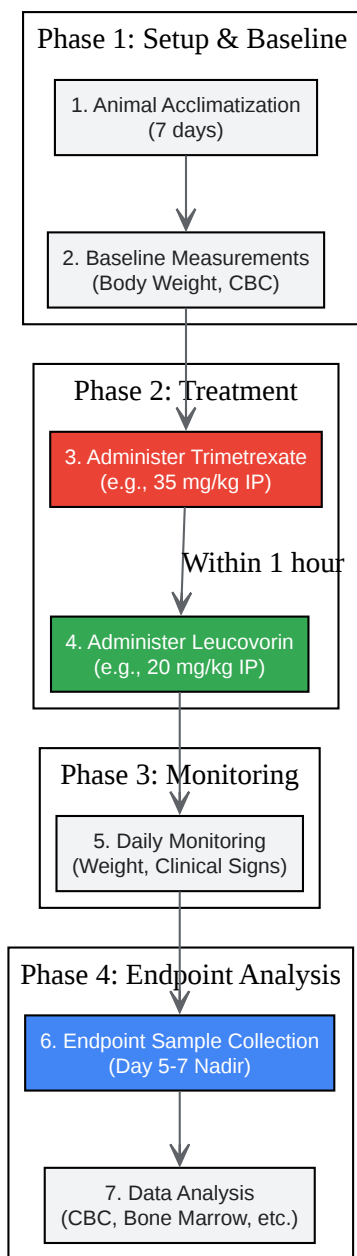 Phase 1: Setup & Baseline
1. Animal Acclimatization
(7 days)
2. Baseline Measurements
(Body Weight, CBC)
Phase 2: Treatment
3. Administer Trimetrexate
(e.g., 35 mg/kg IP)
Within 1 hour
4. Administer Leucovorin
(e.g., 20 mg/kg IP)
Phase 3: Monitoring
5. Daily Monitoring
(Weight, Clinical Signs)
Phase 4: Endpoint Analysis
6. Endpoint Sample Collection
(Day 5-7 Nadir)
7. Data Analysis
(CBC, Bone Marrow, etc.)